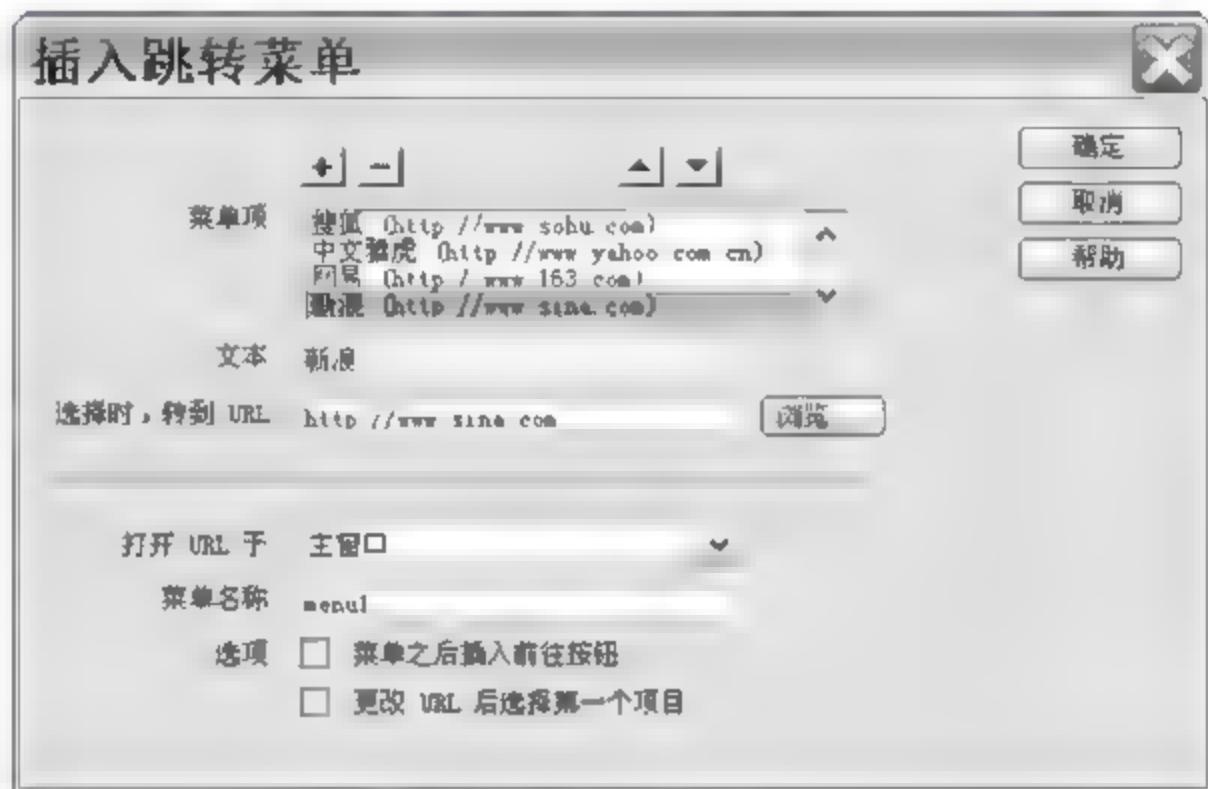 插入跳转菜单
+ -
确定
菜单项
搜狐 (http //www sohu com)
取消
中文雅虎 (http //www yahoo com cn)
网易 (http / www 163 com)
帮助
新浪 (http //www sina.com)
文本 新浪
选择时，转到 URL http //www sina com 浏览
打开 URL 于 主窗口
菜单名称 menu1
选项 菜单之后插入前往按钮
更改 URL 后选择第一个项目